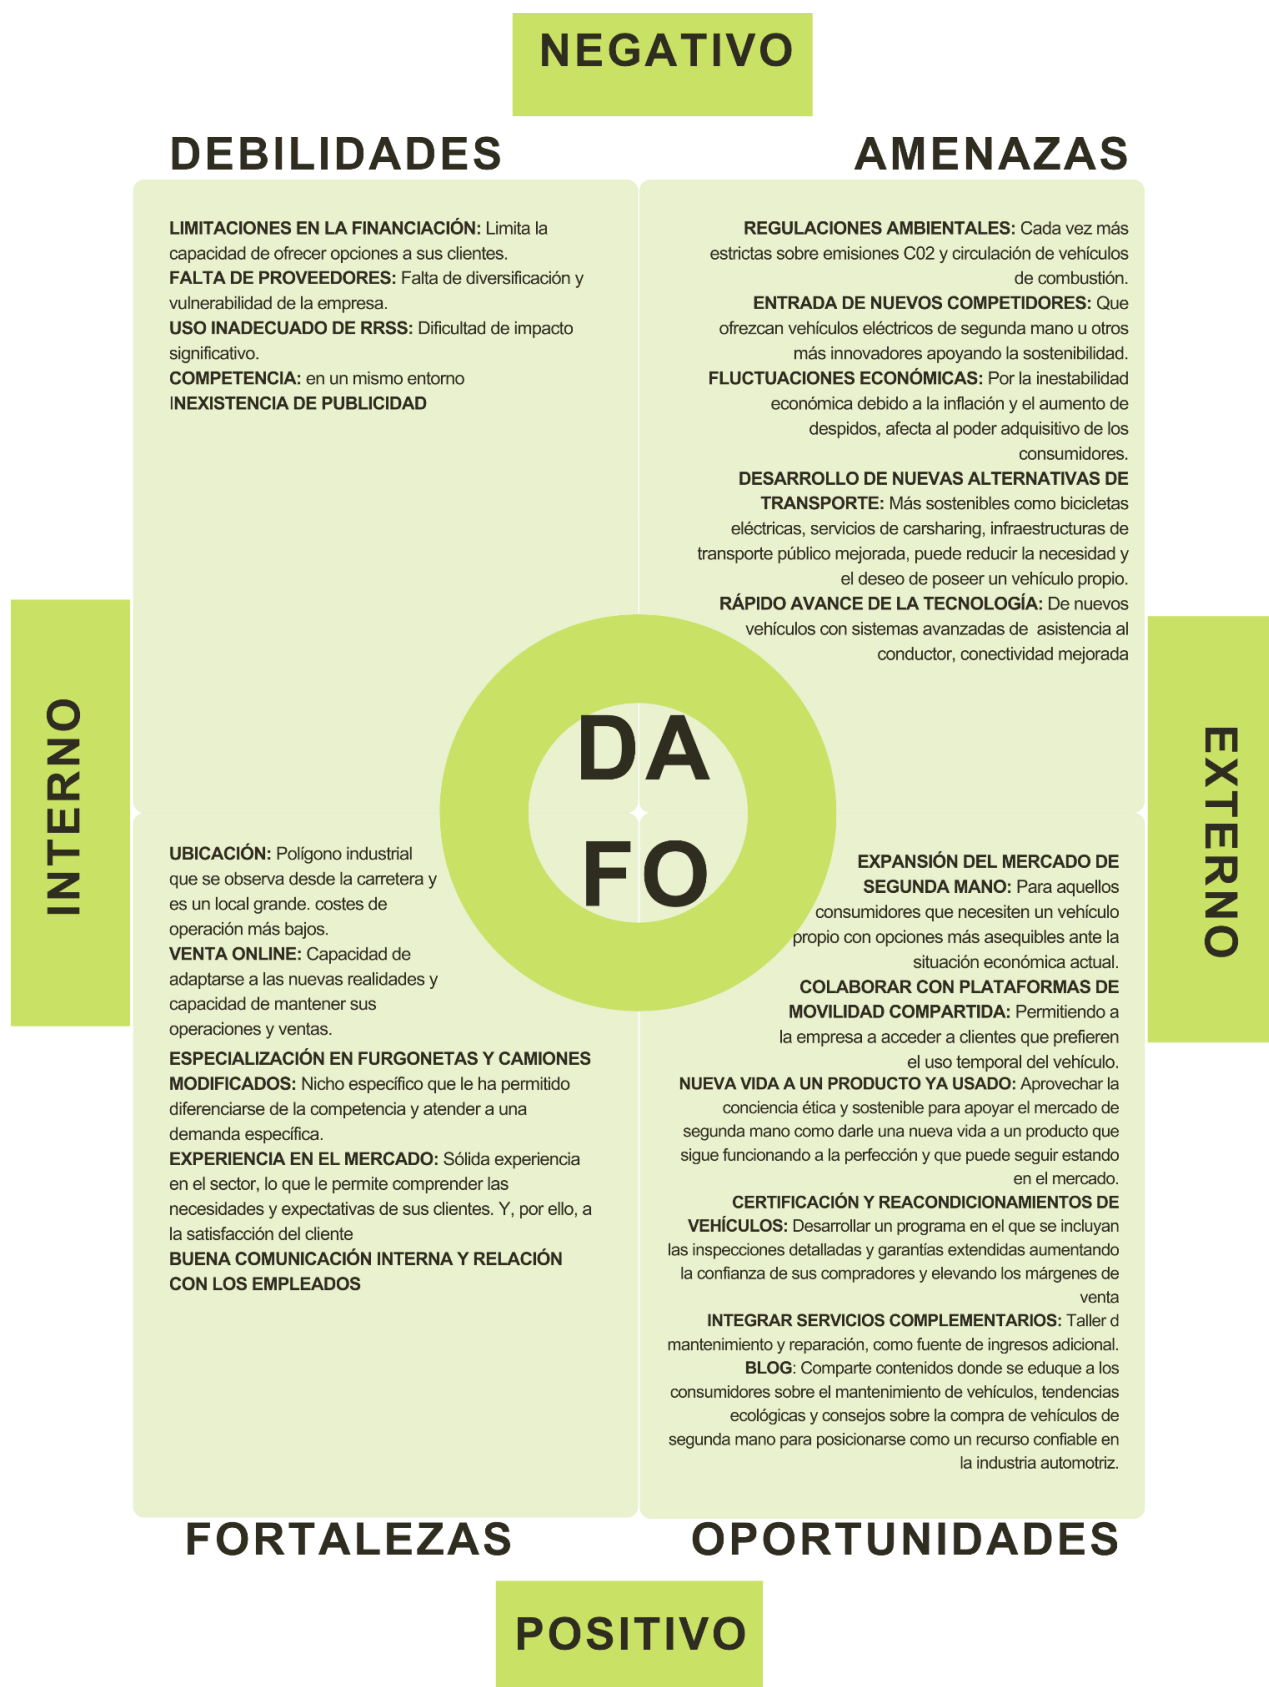 NEGATIVO
DEBILIDADES
LIMITACIONES EN LA FINANCIACIÓN: Limita la
capacidad de ofrecer opciones a sus clientes.
FALTA DE PROVEEDORES: Falta de diversificación y
vulnerabilidad de la empresa.
USO INADECUADO DE RRSS: Dificultad de impacto
significativo.
COMPETENCIA: en un mismo entorno
INEXISTENCIA DE PUBLICIDAD
AMENAZAS
REGULACIONES AMBIENTALES: Cada vez más
estrictas sobre emisiones C02 y circulación de vehículos
de combustión.
ENTRADA DE NUEVOS COMPETIDORES: Que
ofrezcan vehículos eléctricos de segunda mano u otros
más innovadores apoyando la sostenibilidad.
FLUCTUACIONES ECONÓMICAS: Por la inestabilidad
económica debido a la inflación y el aumento de
despidos, afecta al poder adquisitivo de los
consumidores.
DESARROLLO DE NUEVAS ALTERNATIVAS DE
TRANSPORTE: Más sostenibles como bicicletas
eléctricas, servicios de carsharing, infraestructuras de
transporte público mejorada, puede reducir la necesidad y
el deseo de poseer un vehículo propio.
RÁPIDO AVANCE DE LA TECNOLOGÍA: De nuevos
vehículos con sistemas avanzadas de asistencia al
conductor, conectividad mejorada
INTERNO
DA
FO
EXTERNO
UBICACIÓN: Polígono industrial
que se observa desde la carretera y
es un local grande. costes de
operación más bajos.
VENTA ONLINE: Capacidad de
adaptarse a las nuevas realidades y
capacidad de mantener sus
operaciones y ventas.
ESPECIALIZACIÓN EN FURGONETAS Y CAMIONES
MODIFICADOS: Nicho específico que le ha permitido
diferenciarse de la competencia y atender a una
demanda específica.
EXPERIENCIA EN EL MERCADO: Sólida experiencia
en el sector, lo que le permite comprender las
necesidades y expectativas de sus clientes. Y, por ello, a
la satisfacción del cliente
BUENA COMUNICACIÓN INTERNA Y RELACIÓN
CON LOS EMPLEADOS
FORTALEZAS
EXPANSIÓN DEL MERCADO DE
SEGUNDA MANO: Para aquellos
consumidores que necesiten un vehículo
propio con opciones más asequibles ante la
situación económica actual.
COLABORAR CON PLATAFORMAS DE
MOVILIDAD COMPARTIDA: Permitiendo a
la empresa a acceder a clientes que prefieren
el uso temporal del vehículo.
NUEVA VIDA A UN PRODUCTO YA USADO: Aprovechar la
conciencia ética y sostenible para apoyar el mercado de
segunda mano como darle una nueva vida a un producto que
sigue funcionando a la perfección y que puede seguir estando
en el mercado.
CERTIFICACIÓN Y REACONDICIONAMIENTOS DE
VEHÍCULOS: Desarrollar un programa en el que se incluyan
las inspecciones detalladas y garantías extendidas aumentando
la confianza de sus compradores y elevando los márgenes de
venta
INTEGRAR SERVICIOS COMPLEMENTARIOS: Taller d
mantenimiento y reparación, como fuente de ingresos adicional.
BLOG: Comparte contenidos donde se eduque a los
consumidores sobre el mantenimiento de vehículos, tendencias
ecológicas y consejos sobre la compra de vehículos de
segunda mano para posicionarse como un recurso confiable en
la industria automotriz.
OPORTUNIDADES
POSITIVO